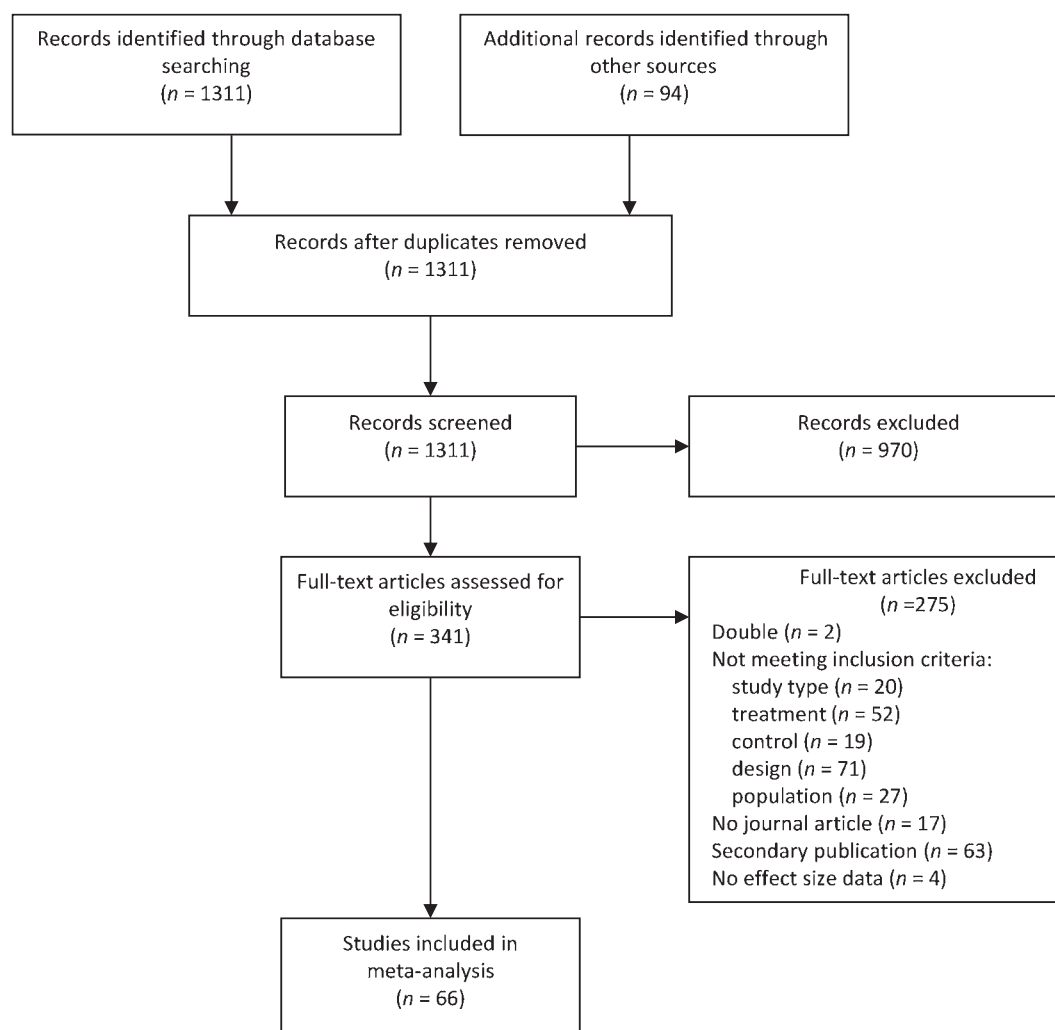 Records identified through database
searching
(n = 1311)
Additional records identified through
other sources
(n = 94)
Records after duplicates removed
(n = 1311)
Records screened
(n = 1311)
Records excluded
(n = 970)
Full-text articles assessed for
eligibility
(n = 341)
Full-text articles excluded
(n =275)
Double (n = 2)
Not meeting inclusion criteria:
study type (n = 20)
treatment (n = 52)
control (n = 19)
design (n = 71)
population (n = 27)
No journal article (n = 17)
Secondary publication (n = 63)
No effect size data (n = 4)
Studies included in
meta-analysis
(n = 66)